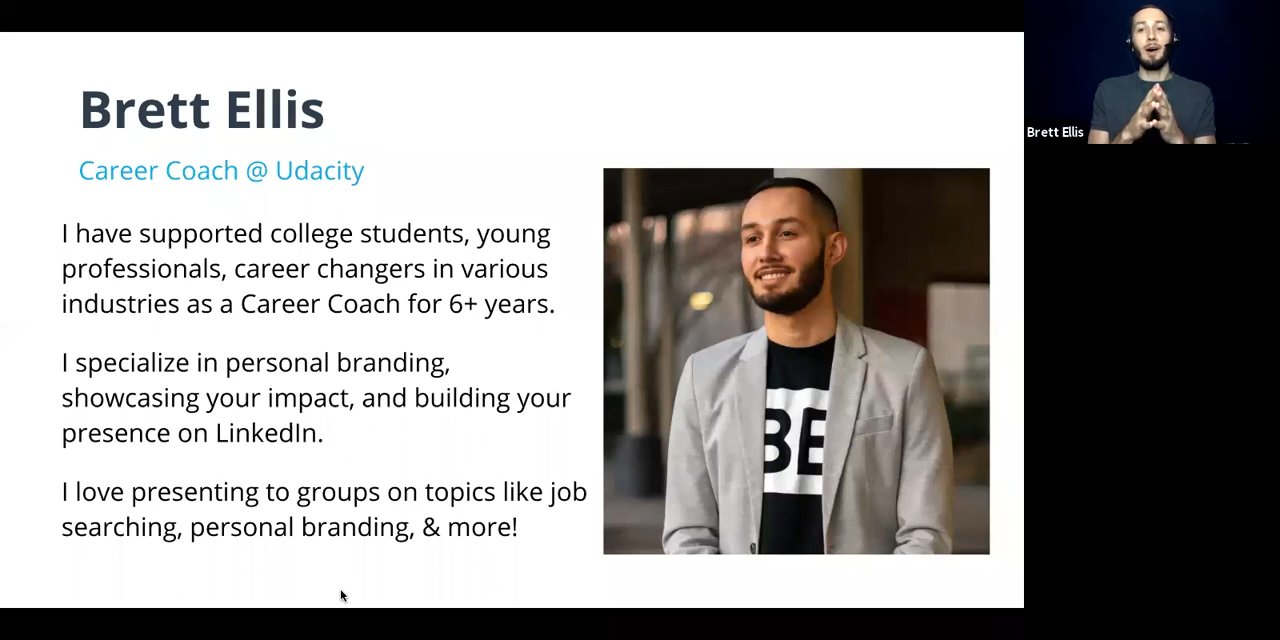 Brett Ellis
Career Coach @ Udacity
I have supported college students, young
professionals, career changers in various
industries as a Career Coach for 6+ years.
I specialize in personal branding,
showcasing your impact, and building your
presence on LinkedIn.
I love presenting to groups on topics like job
searching, personal branding, & more!
BE
Brett Ellis